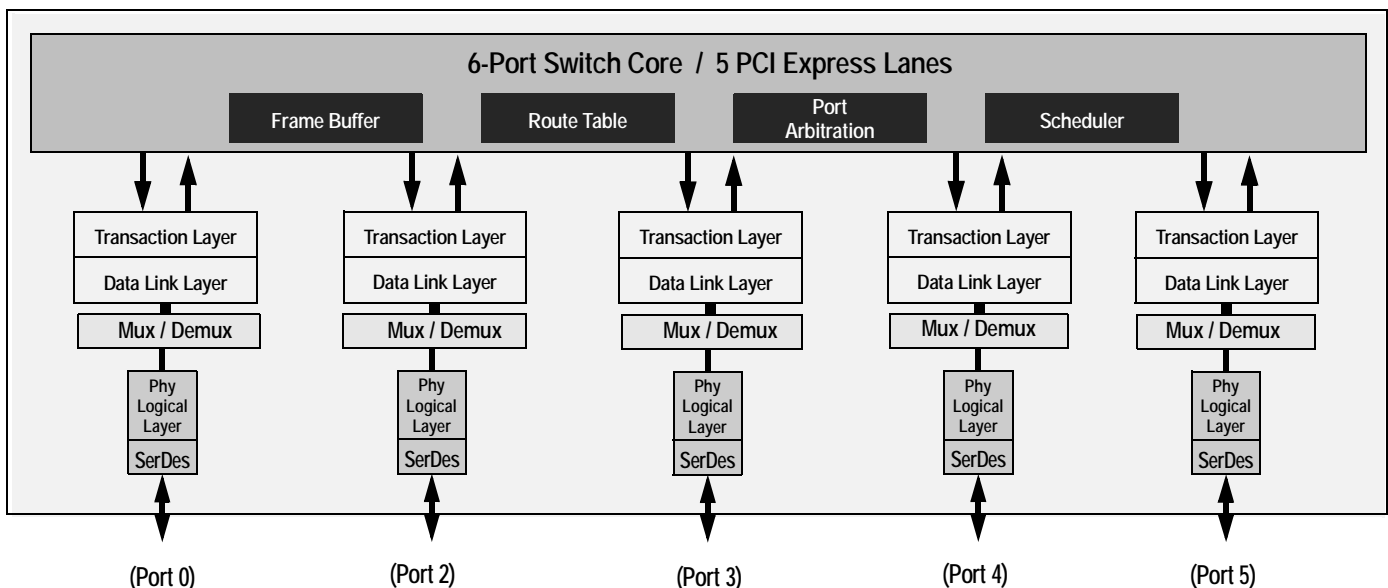 6-Port Switch Core / 5 PCI Express Lanes
Frame Buffer
Route Table
Port
Arbitration
Scheduler
Transaction Layer
Data Link Layer
Mux / Demux
Phy
Logical
Layer
SerDes
(Port 0)
Transaction Layer
Data Link Layer
Mux / Demux
Phy
Logical
Layer
SerDes
(Port 2)
Transaction Layer
Data Link Layer
Mux / Demux
Phy
Logical
Layer
SerDes
(Port 3)
Transaction Layer
Data Link Layer
Mux / Demux
Phy
Logical
Layer
SerDes
(Port 4)
Transaction Layer
Data Link Layer
Mux / Demux
Phy
Logical
Layer
SerDes
(Port 5)